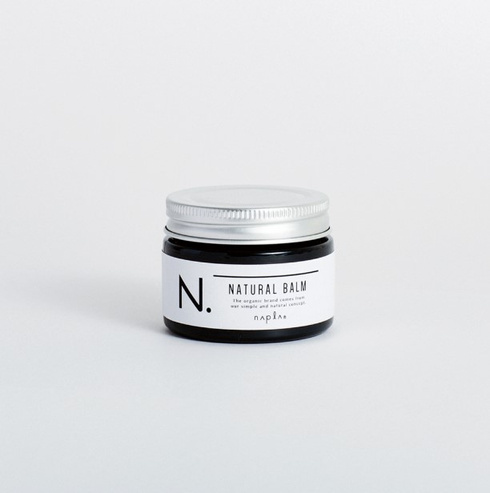 N.
NATURAL BALM
The organic brand comes from
our simple and natural concept.
napla